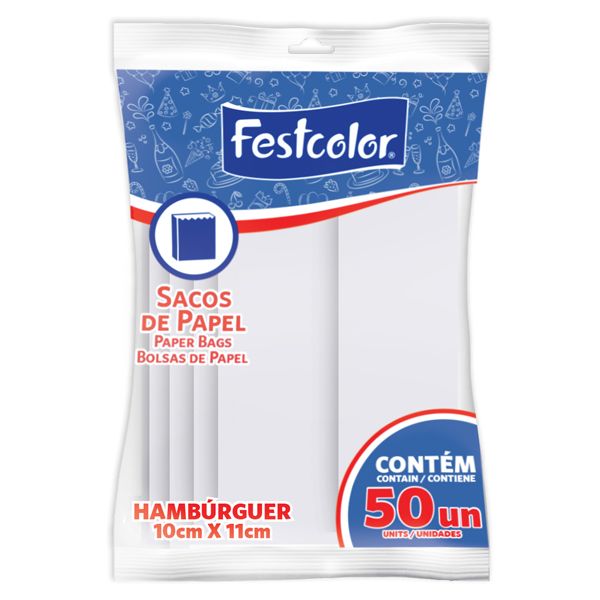 Festcolor®
SACOS
DE PAPEL
PAPER BAGS
BOLSAS DE PAPEL
HAMBÚRGUER
10cm X 11cm
CONTÉM
CONTAIN / CONTIENE
50 un
UNITS / UNIDADES